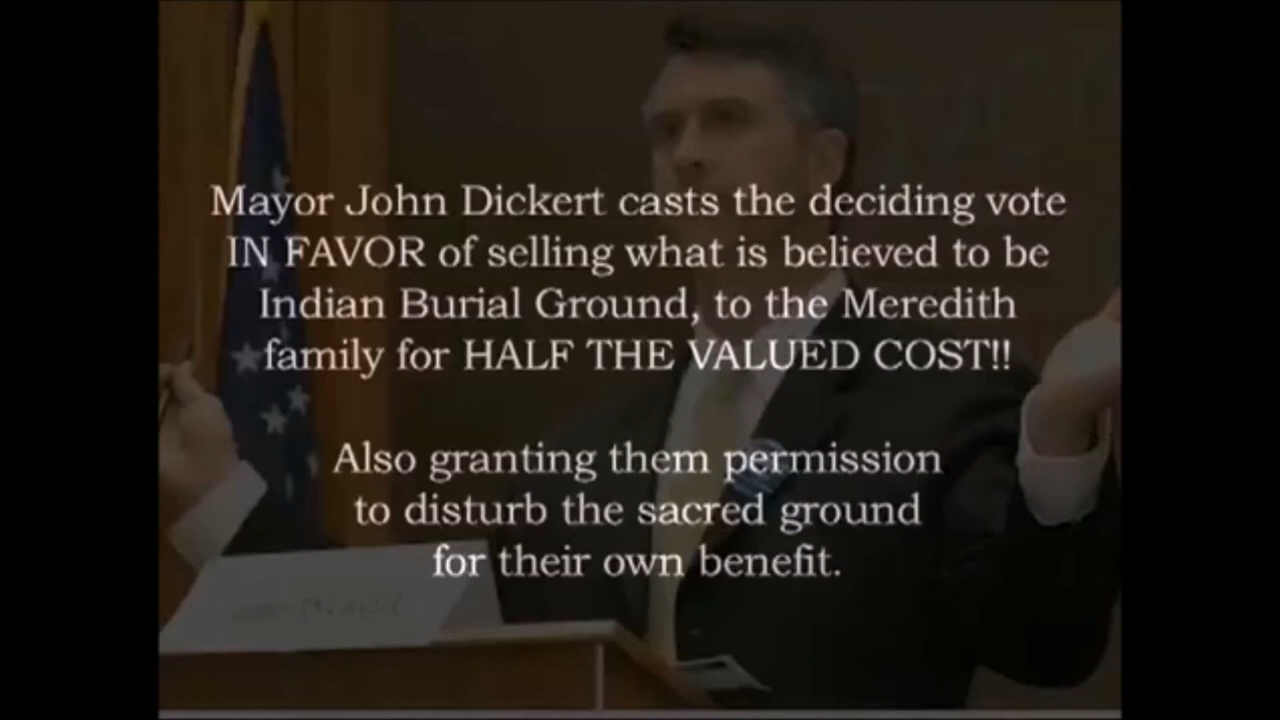 Mayor John Dickert casts the deciding vote
IN FAVOR of selling what is believed to be
Indian Burial Ground, to the Meredith
family for HALF THE VALUED COST!!
Also granting them permission
to disturb the sacred ground
for their own benefit.